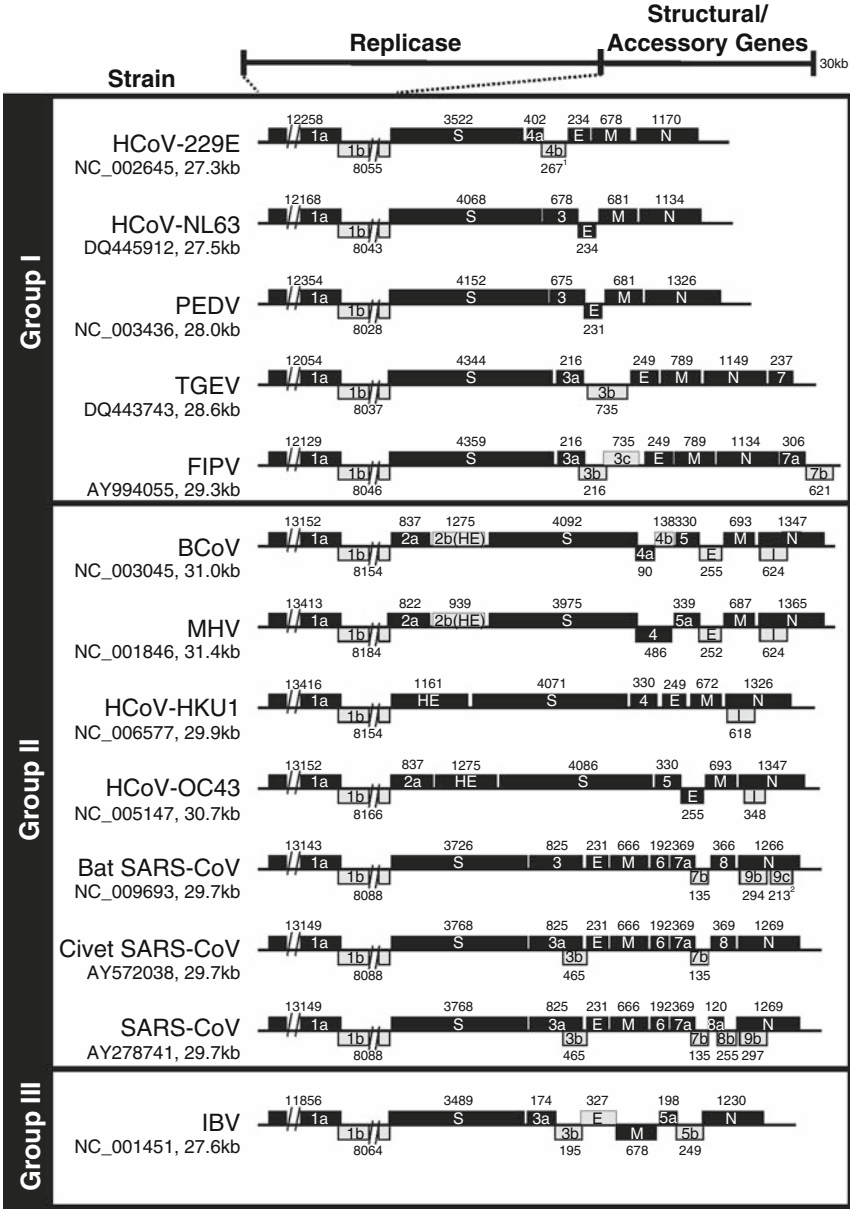 Structural/
Replicase Accessory Genes
Strain 30kb
Group I
12258 3522 402 234 678 1170
HCoV-229E 1a S 4a E M N
1b 4b
NC_002645, 27.3kb 8055 267¹
12168 4068 678 681 1134
HCoV-NL63 1a S 3 M N
1b E
DQ445912, 27.5kb 8043 234
12354 4152 675 681 1326
PEDV 1a S 3 M N
1b E
NC_003436, 28.0kb 8028 231
12054 4344 216 249 789 1149 237
TGEV 1a S 3a E M N 7
1b 3b
DQ443743, 28.6kb 8037 735
12129 4359 216 735 249 789 1134 306
FIPV 1a S 3a 3c E M N 7a
1b 3b 7b
AY994055, 29.3kb 8046 216 621
Group II
13152 837 1275 4092 138 330 693 1347
BCoV 1a 2a 2b(HE) S 4b 5 M N
1b 4a E I
NC_003045, 31.0kb 8154 90 255 624
13413 822 939 3975 339 687 1365
MHV 1a 2a 2b(HE) S 5a M N
1b 4 E I
NC_001846, 31.4kb 8184 486 252 624
13416 1161 4071 330 249 672 1326
HCoV-HKU1 1a HE S 4 E M N
1b I
NC_006577, 29.9kb 8154 618
13152 837 1275 4086 330 693 1347
HCoV-OC43 1a 2a HE S 5 M N
1b E I
NC_005147, 30.7kb 8166 255 348
13143 3726 825 231 666 192 369 366 1266
Bat SARS-CoV 1a S 3 E M 6 7a 8 N
1b 7b 9b 9c
NC_009693, 29.7kb 8088 135 294 213²
13149 3768 825 231 666 192 369 369 1269
Civet SARS-CoV 1a S 3a E M 6 7a 8 N
1b 3b 7b
AY572038, 29.7kb 8088 465 135
13149 3768 825 231 666 192 369 120 1269
SARS-CoV 1a S 3a E M 6 7a 8a N
1b 3b 7b 8b 9b
AY278741, 29.7kb 8088 465 135 255 297
Group III
11856 3489 174 327 198 1230
IBV 1a S 3a E 5a N
1b 3b M 5b
NC_001451, 27.6kb 8064 195 678 249